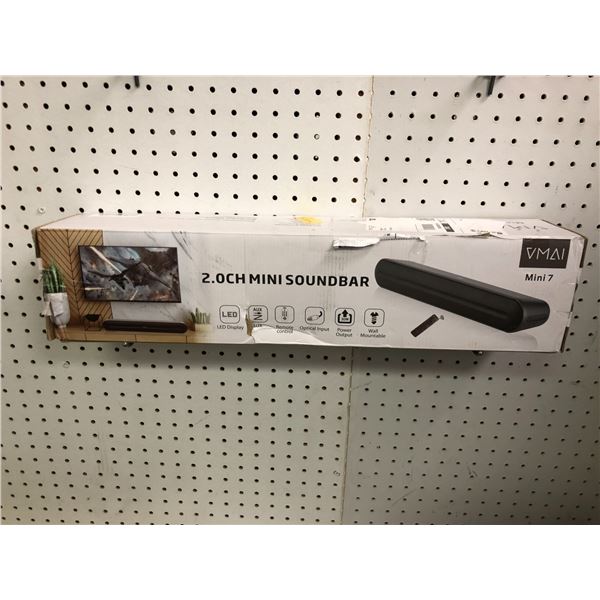 VMAI
Mini 7
2.0CH MINI SOUNDBAR
LED
AUX
LED Display
Remote control
Optical Input
Power Output
Wall Mountable